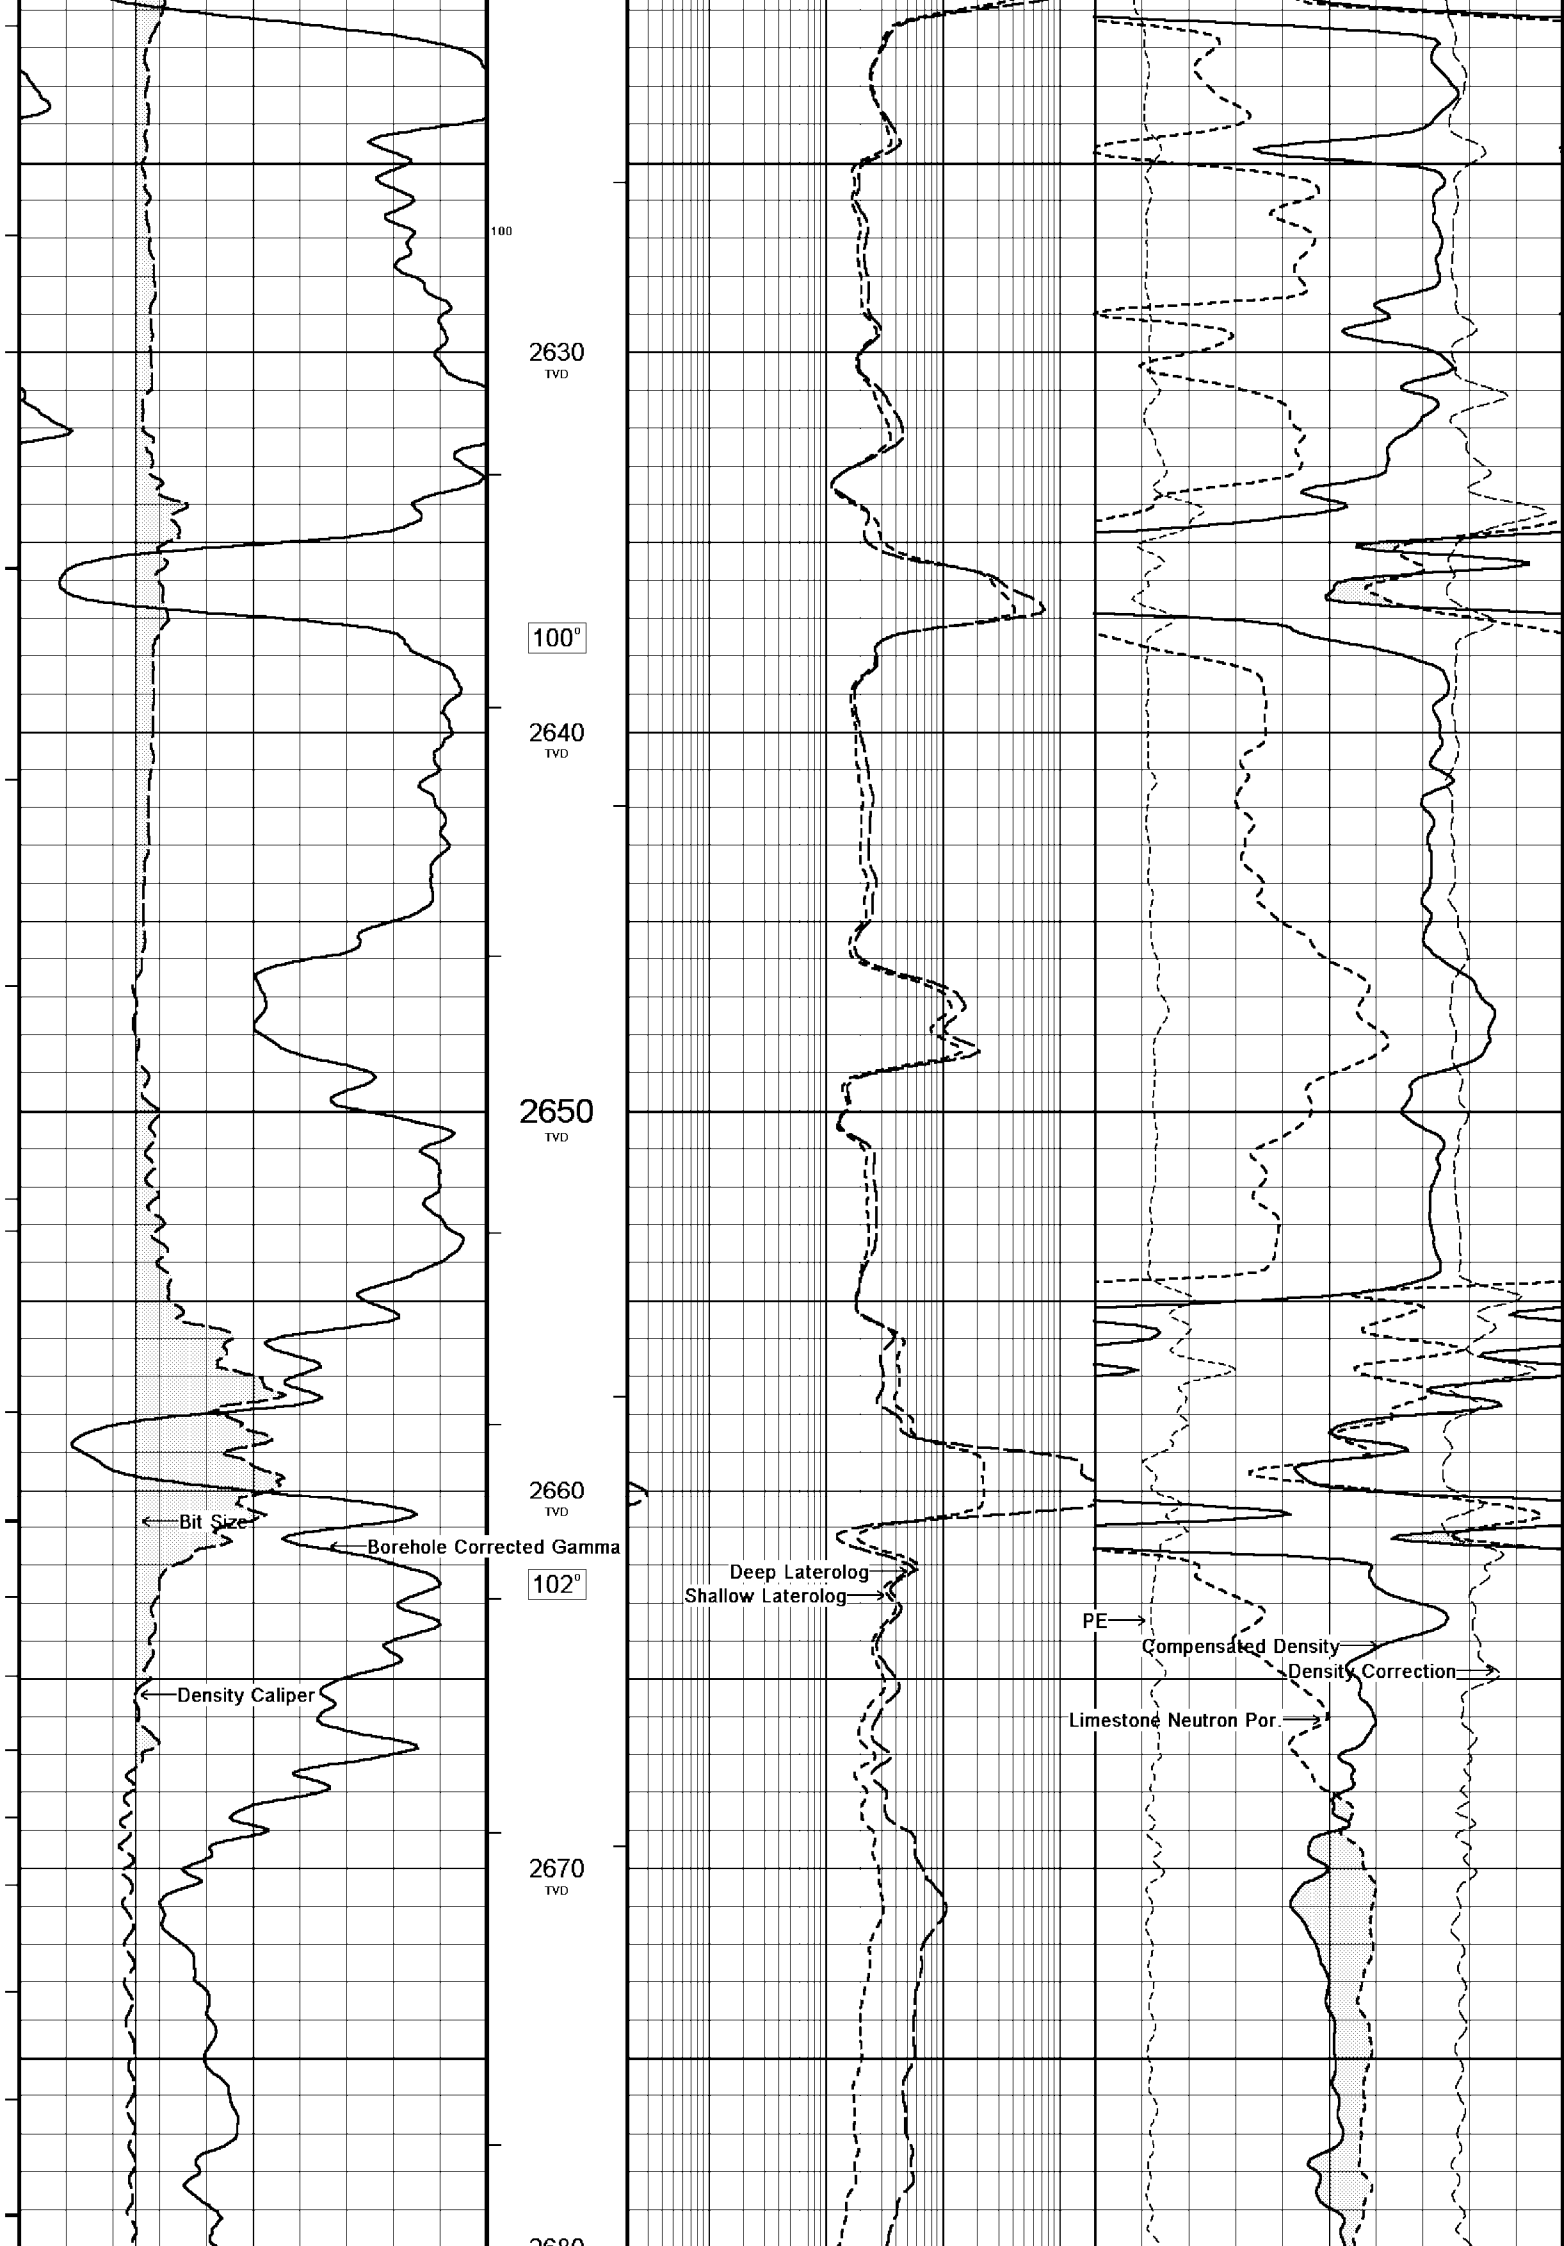 100
2630
TVD
100°
2640
TVD
2650
TVD
2660
TVD
Bit Size
Borehole Corrected Gamma
Deep Laterolog
102°
Shallow Laterolog
PE
Compensated Density
Density Correction
Density Caliper
Limestone Neutron Por.
2670
TVD
2680